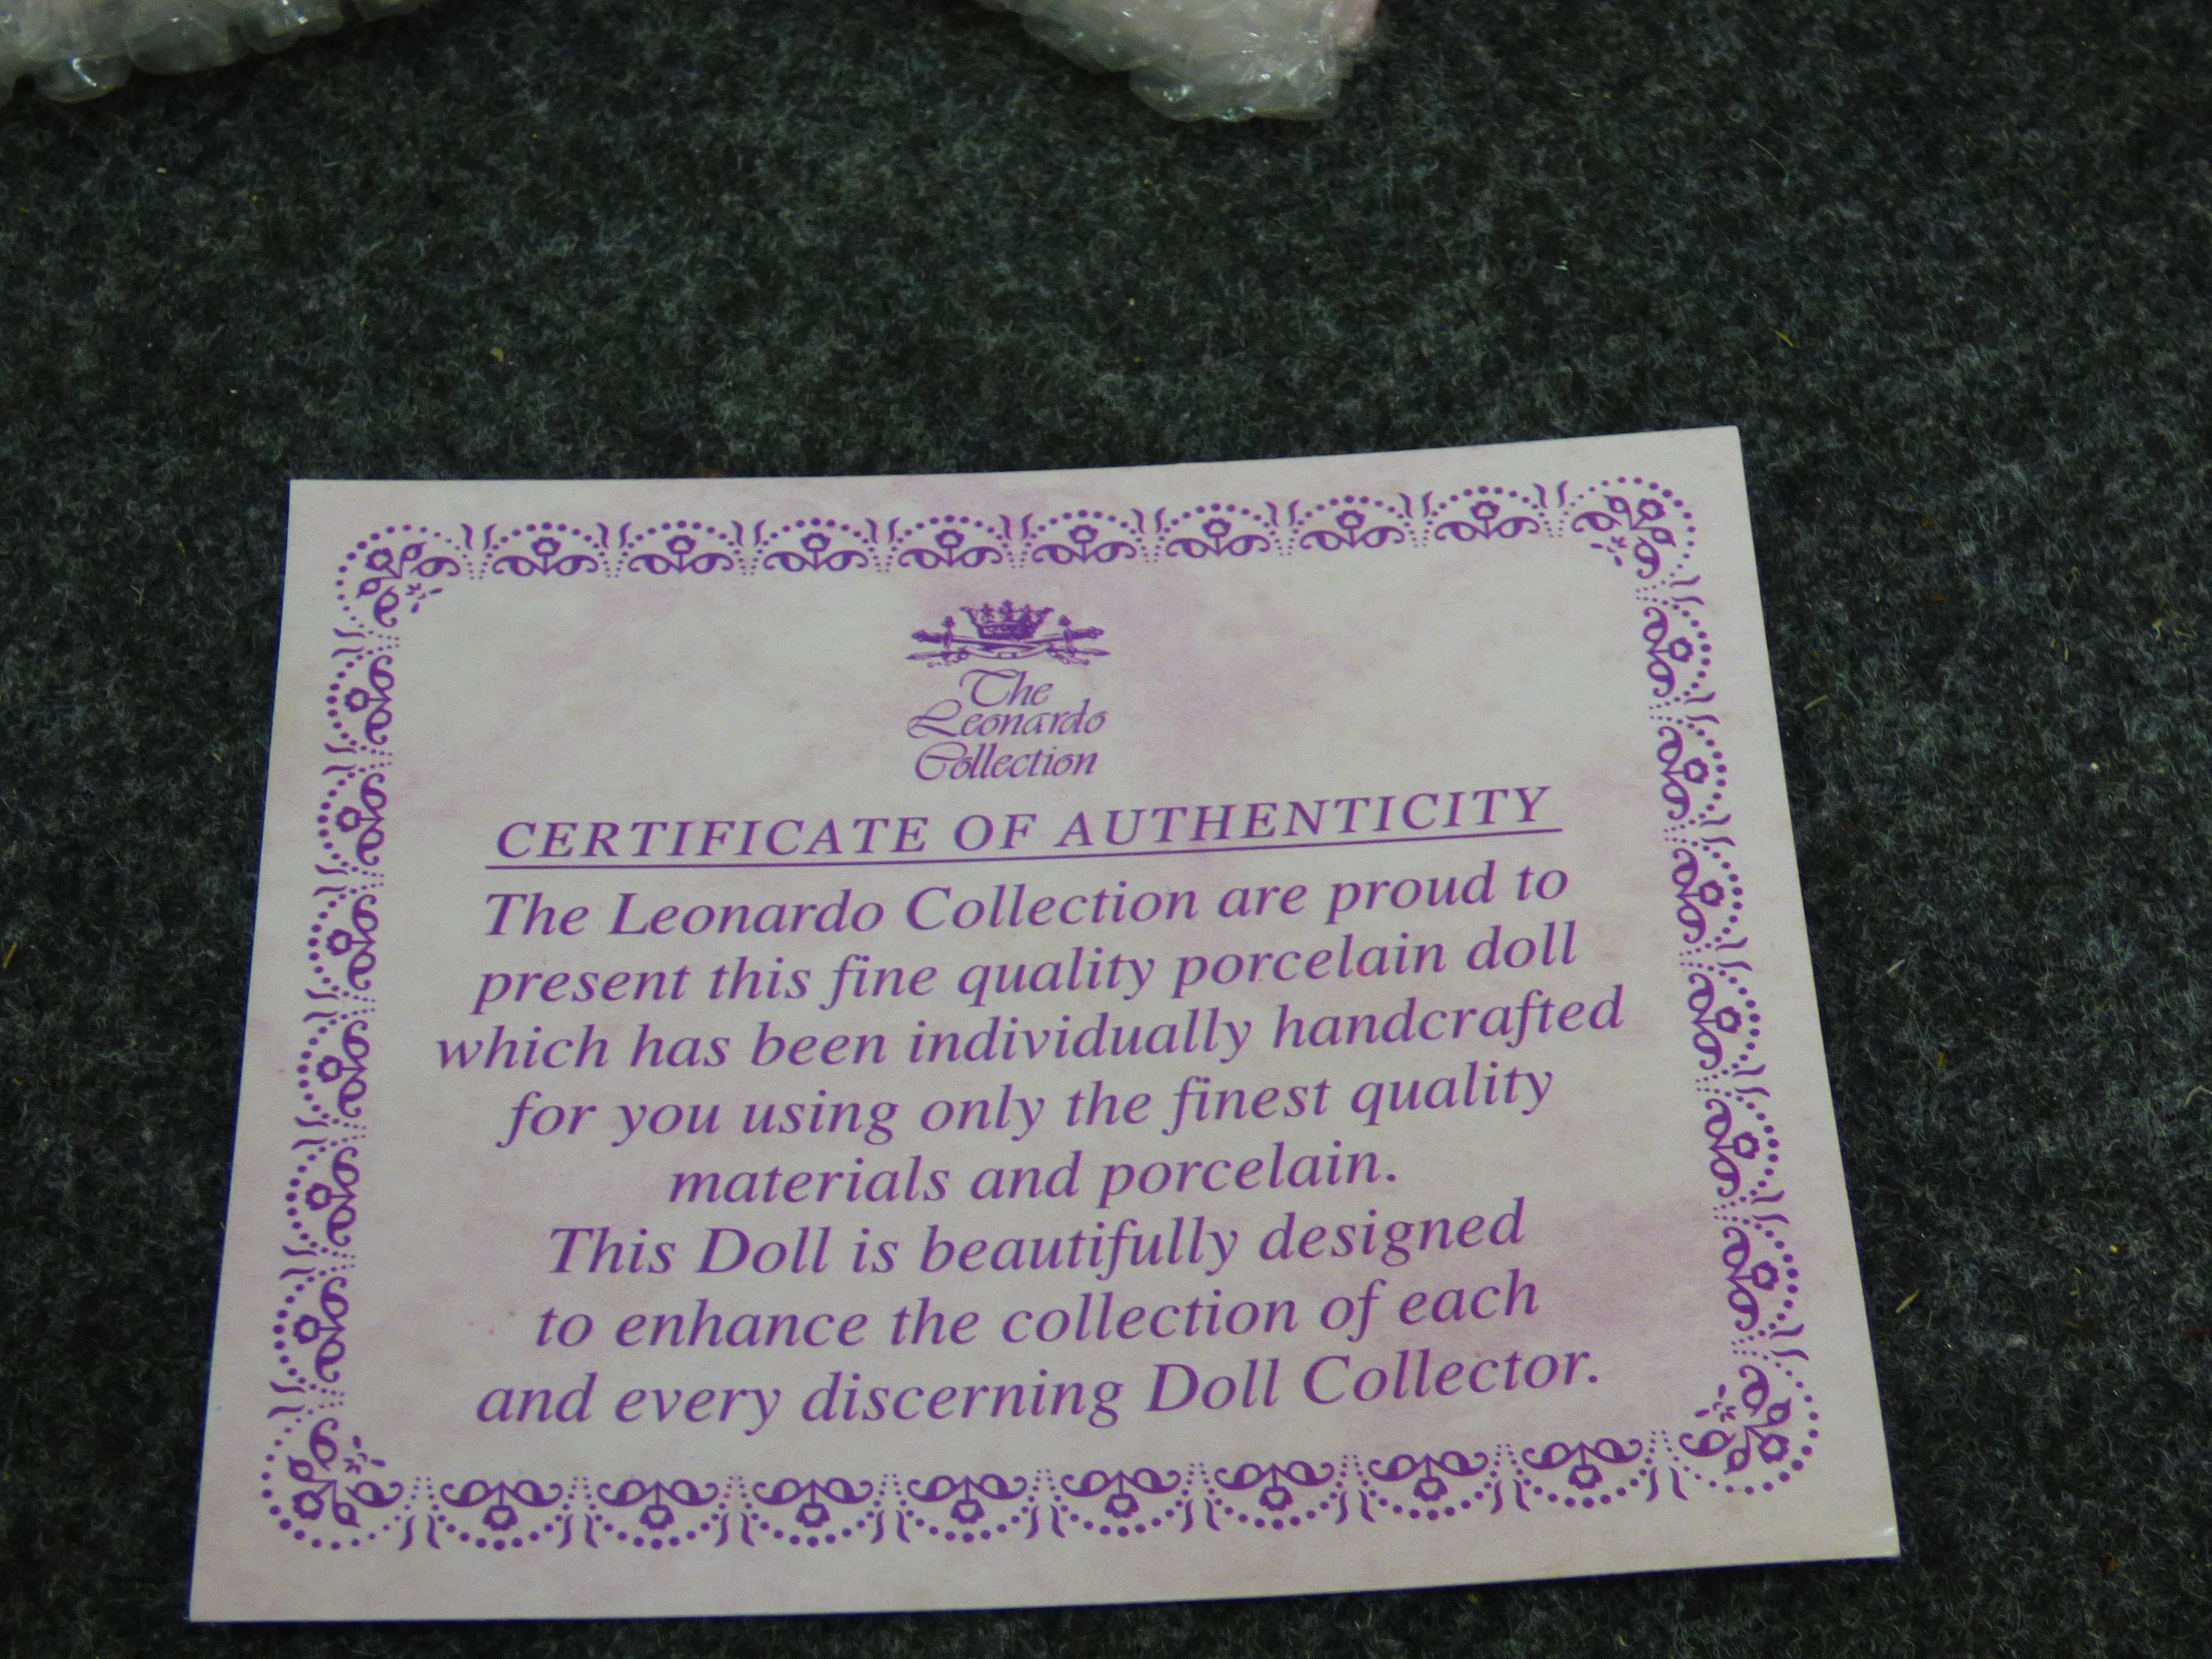 The
Leonardo
Collection
CERTIFICATE OF AUTHENTICITY
The Leonardo Collection are proud to
present this fine quality porcelain doll
which has been individually handcrafted
for you using only the finest quality
materials and porcelain.
This Doll is beautifully designed
to enhance the collection of each
and every discerning Doll Collector.